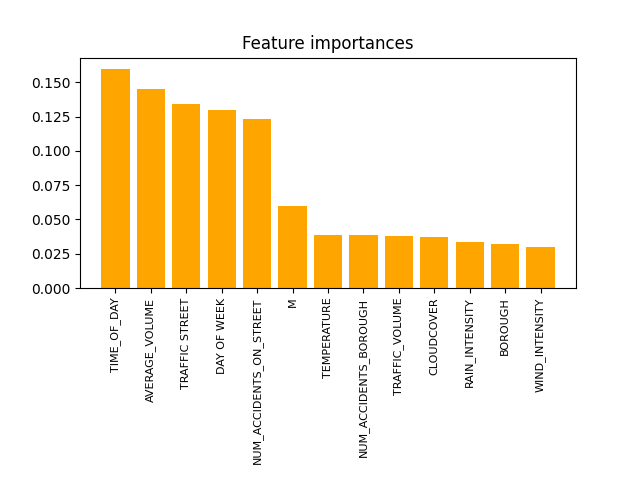 Feature importances
0.150
0.125
0.100
0.075
0.050
0.025
0.000
TIME_OF_DAY
AVERAGE_VOLUME
TRAFFIC STREET
DAY OF WEEK
NUM_ACCIDENTS_ON_STREET
M
TEMPERATURE
NUM_ACCIDENTS_BOROUGH
TRAFFIC_VOLUME
CLOUDCOVER
RAIN_INTENSITY
BOROUGH
WIND_INTENSITY